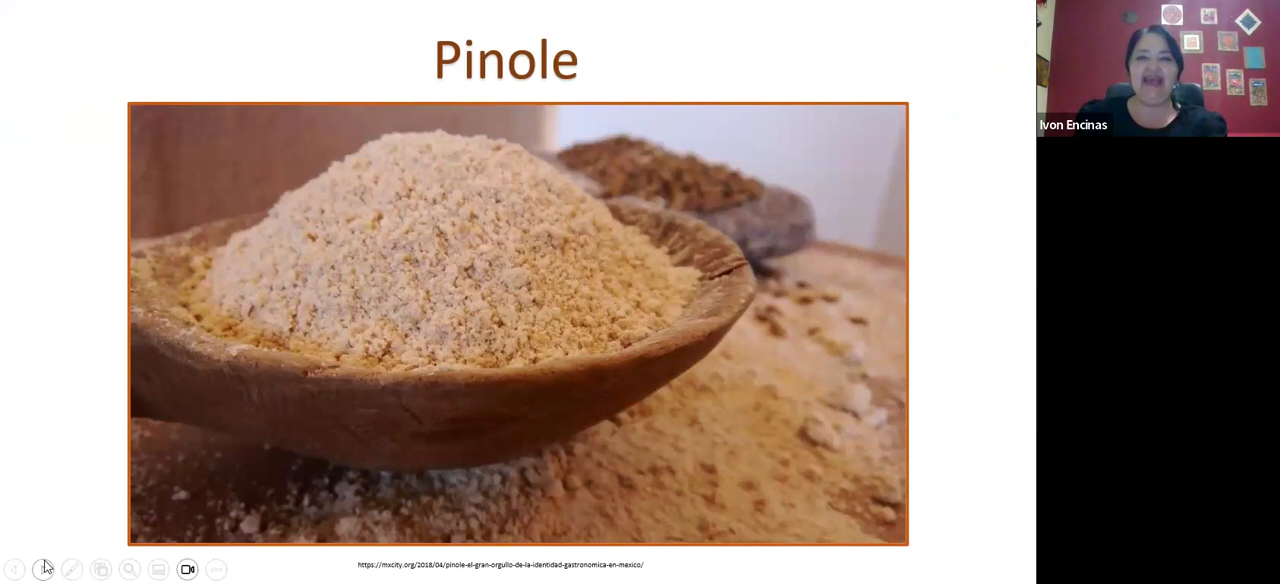 Pinole
Ivon Encinas
https://mxcity.org/2018/04/pinole-el-gran-orgullo-de-la-identidad-gastronomica-en-mexico/